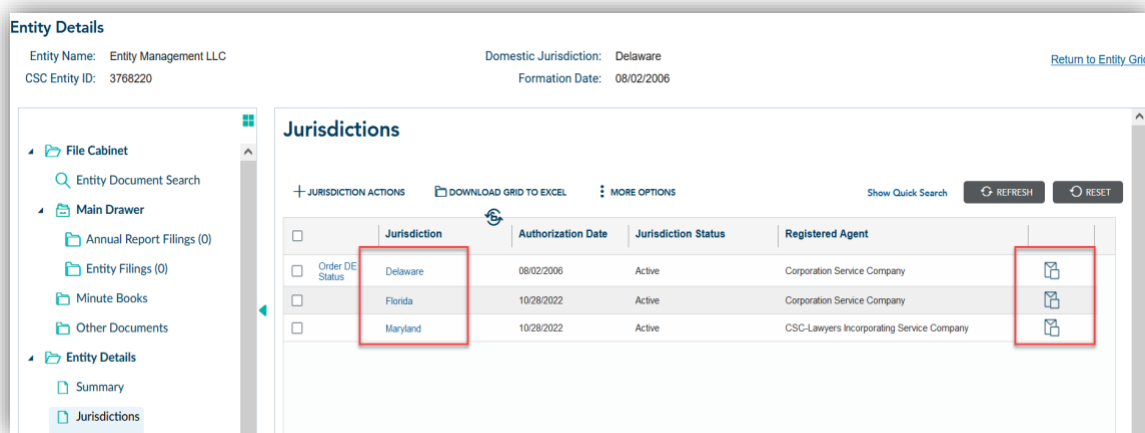 Entity Details
Entity Name: Entity Management LLC
Domestic Jurisdiction: Delaware
CSC Entity ID: 3768220
Formation Date: 08/02/2006
Return to Entity Grid
File Cabinet
Entity Document Search
Main Drawer
Annual Report Filings (0)
Entity Filings (0)
Minute Books
Other Documents
Entity Details
Summary
Jurisdictions
Jurisdictions
JURISDICTION ACTIONS DOWNLOAD GRID TO EXCEL MORE OPTIONS Show Quick Search REFRESH RESET
Jurisdiction Authorization Date Jurisdiction Status Registered Agent
Order DE Status Delaware 08/02/2006 Active Corporation Service Company
Florida 10/28/2022 Active Corporation Service Company
Maryland 10/28/2022 Active CSC-Lawyers Incorporating Service Company